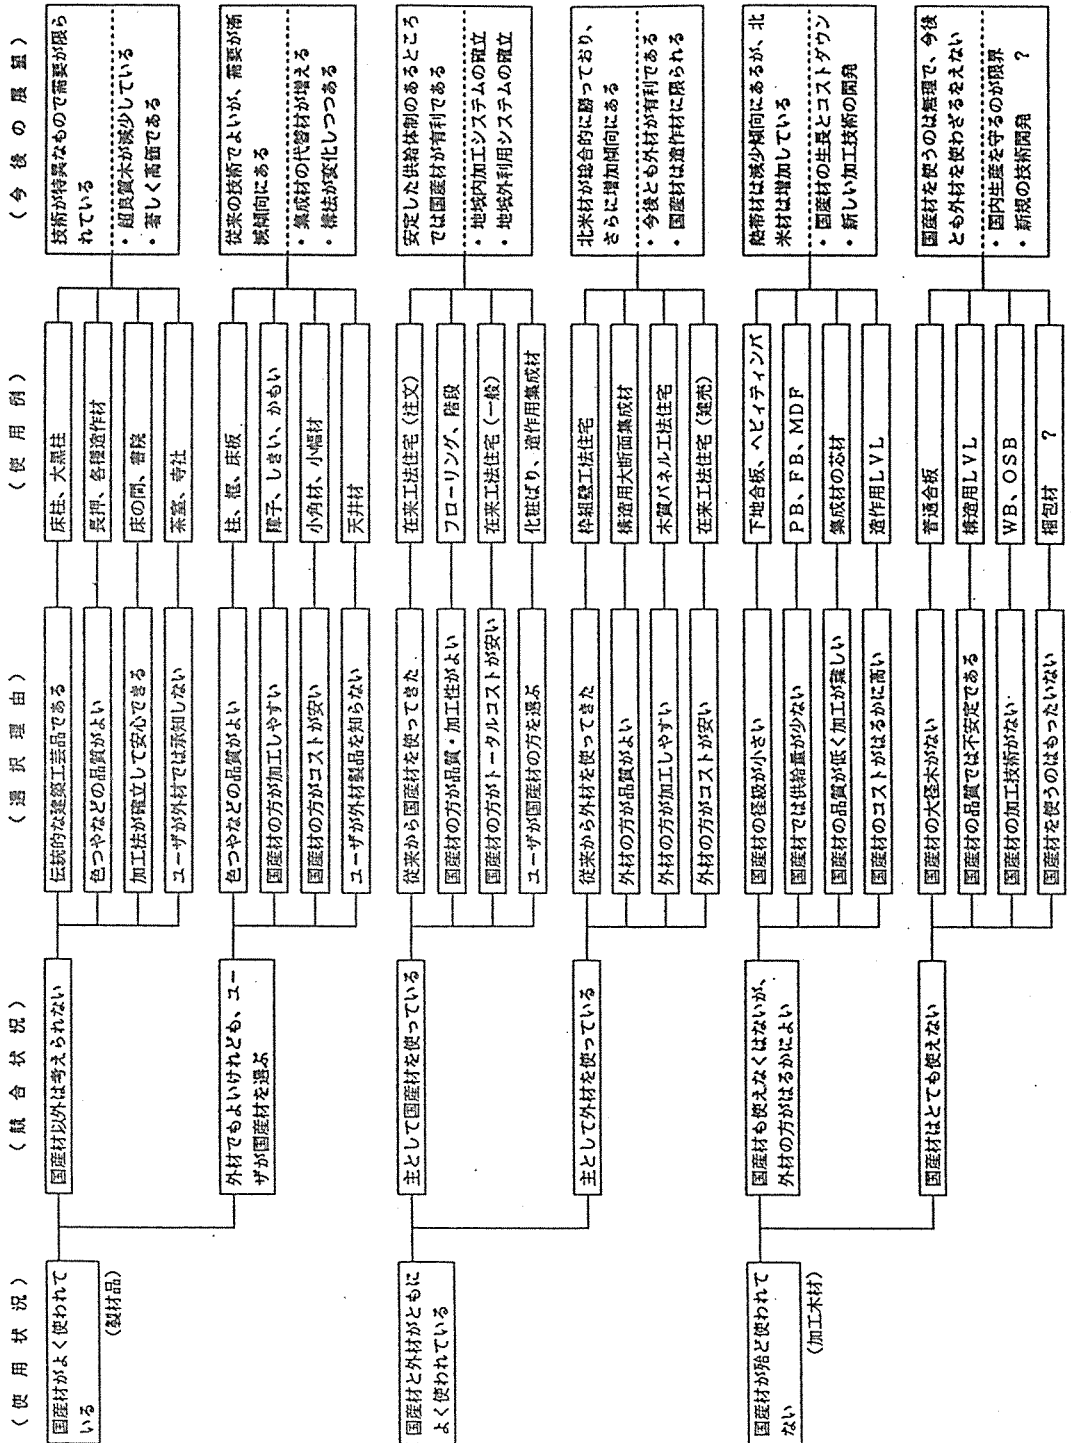 (使用状況)
(競合状況)
(選択理由)
(使用例)
(今後の展望)
国産材がよく使われて
いる
(製材品)
国産材以外は考えられない
伝統的な建築工芸品である
色つやなどの品質がよい
加工法が確立して安心できる
ユーザが外材では承知しない
床柱、大黒柱
長押、各種造作材
床の間、書院
茶室、寺社
技術が特異なもので需要が限ら
れている
・超良質木が減少している
・著しく高価である
外材でもよいけれども、ユー
ザが国産材を選ぶ
色つやなどの品質がよい
国産材の方が加工しやすい
国産材の方がコストが安い
ユーザが外材製品を知らない
柱、框、床板
障子、しきい、かもい
小角材、小幅材
天井材
従来の技術でよいが、需要が漸
減傾向にある
・集成材の代替材が増える
・構法が変化しつつある
国産材と外材がともに
よく使われている
主として国産材を使っている
従来から国産材を使ってきた
国産材の方が品質・加工性がよい
国産材の方がトータルコストが安い
ユーザが国産材の方を選ぶ
在来工法住宅(注文)
フローリング、階段
在来工法住宅(一般)
化粧ばり、造作用集成材
安定した供給体制のあるところ
では国産材が有利である
・地域内加工システムの確立
・地域外利用システムの確立
主として外材を使っている
従来から外材を使ってきた
外材の方が品質がよい
外材の方が加工しやすい
外材の方がコストが安い
枠組壁工法住宅
構造用大断面集成材
木質パネル工法住宅
在来工法住宅(建売)
北米材が総合的に勝っており、
さらに増加傾向にある
・今後とも外材が有利である
・国産材は造作材に限られる
国産材が殆ど使われて
ない
(加工木材)
国産材も使えなくはないが、
外材の方がはるかによい
国産材の径級が小さい
国産材では供給量が少ない
国産材の品質が低く加工が難しい
国産材のコストがはるかに高い
下地合板、ヘビィティンバ
PB、FB、MDF
集成材の芯材
造作用LVL
熱帯材は減少傾向にあるが、北
米材は増加している
・国産材の生長とコストダウン
・新しい加工技術の開発
国産材はとても使えない
国産材の大径木がない
国産材の品質では不安定である
国産材の加工技術がない
国産材を使うのはもったいない
普通合板
構造用LVL
WB、OSB
梱包材 ?
国産材を使うのは無理で、今後
とも外材を使わざるをえない
・国内生産を守るのが限界
・新規の技術開発 ?